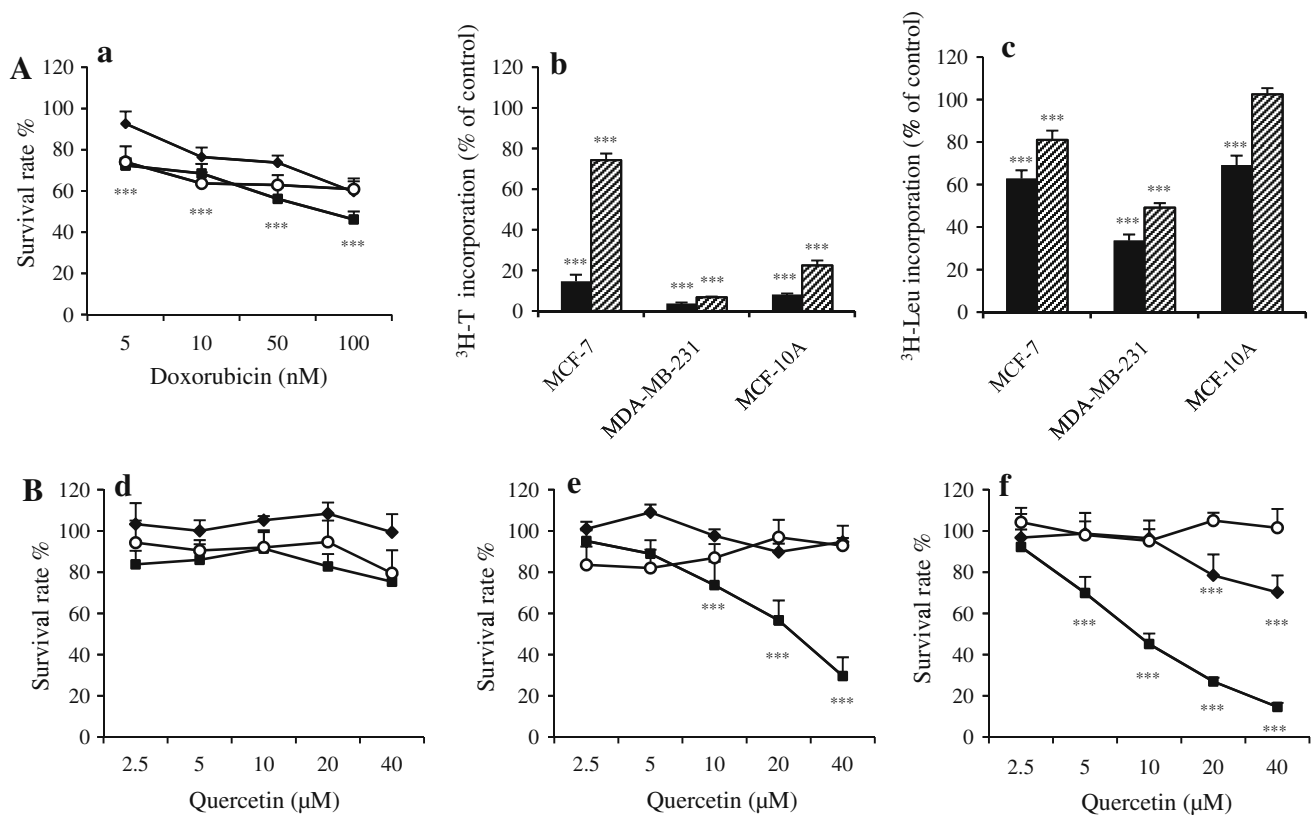 A
a
Survival rate %
120
100
80
60
40
20
0
***
***
***
***
5 10 50 100
Doxorubicin (nM)
b
³H-T incorporation (% of control)
120
100
80
60
40
20
0
*** ***
*** ***
*** ***
MCF-7
MDA-MB-231
MCF-10A
c
³H-Leu incorporation (% of control)
120
100
80
60
40
20
0
*** ***
*** ***
***
MCF-7
MDA-MB-231
MCF-10A
B
d
Survival rate %
120
100
80
60
40
20
0
2.5 5 10 20 40
Quercetin (µM)
e
Survival rate %
120
100
80
60
40
20
0
***
***
***
2.5 5 10 20 40
Quercetin (µM)
f
Survival rate %
120
100
80
60
40
20
0
***
***
***
***
***
***
2.5 5 10 20 40
Quercetin (µM)